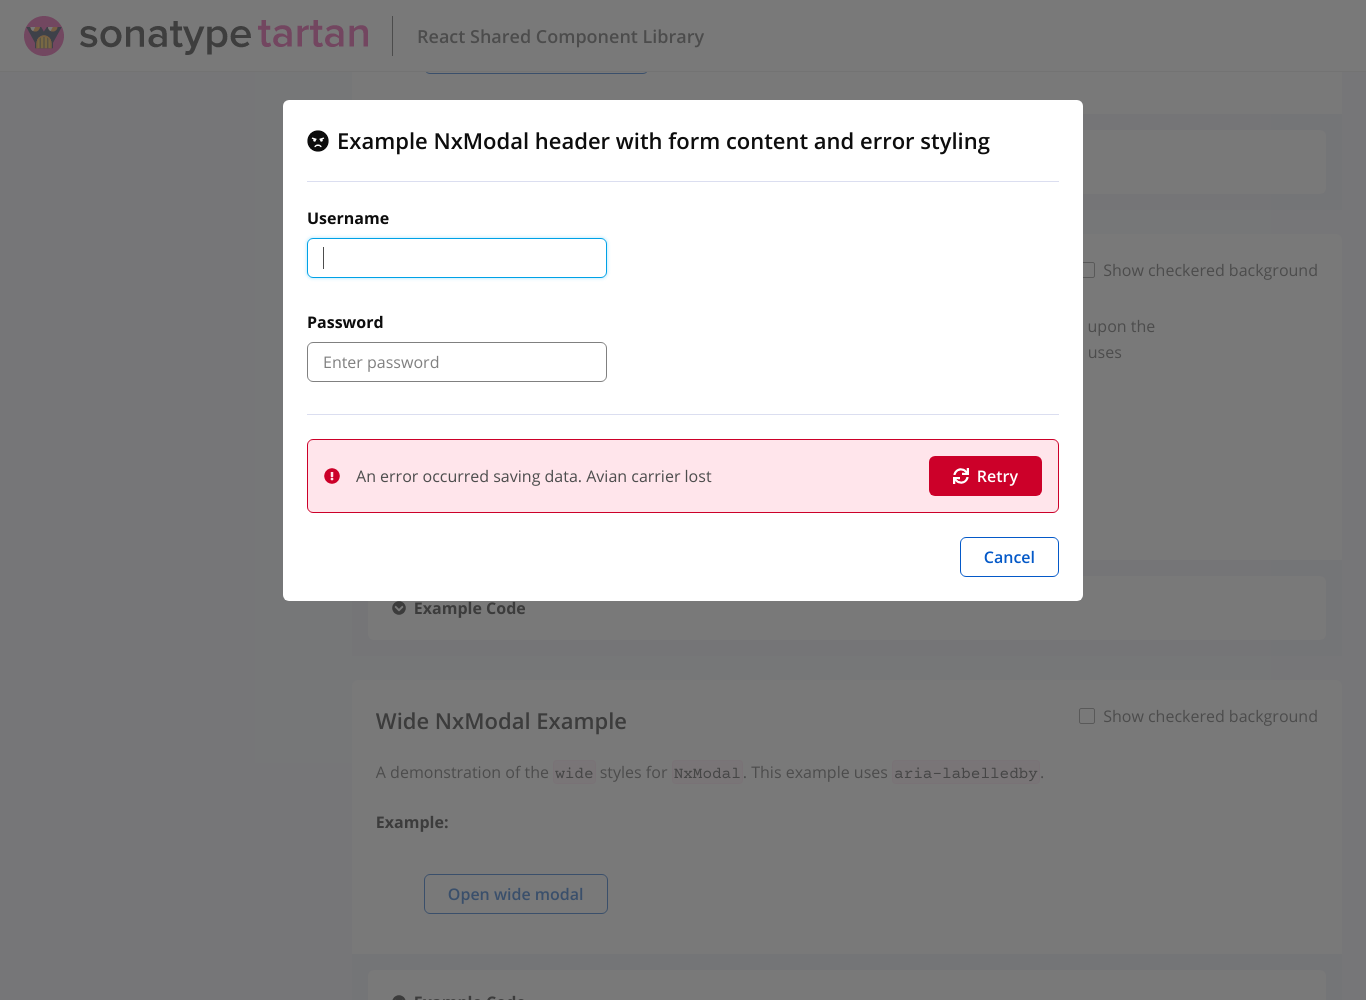 sonatype tartan
React Shared Component Library
Example NxModal header with form content and error styling
Username
Show checkered background
upon the
Password
uses
Enter password
An error occurred saving data. Avian carrier lost
Retry
Cancel
Example Code
Wide NxModal Example
Show checkered background
A demonstration of the wide styles for NxModal. This example uses aria-labelledby.
Example:
Open wide modal
Example Code